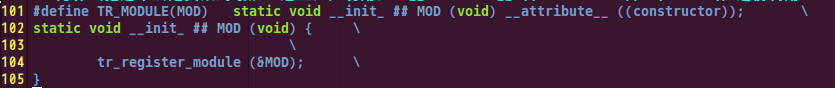 101 #define TR_MODULE(MOD)   static void __init_ ## MOD (void) __attribute__ ((constructor));       \
102 static void __init_ ## MOD (void) {     \
103                                 \
104         tr_register_module (&MOD);      \
105 }